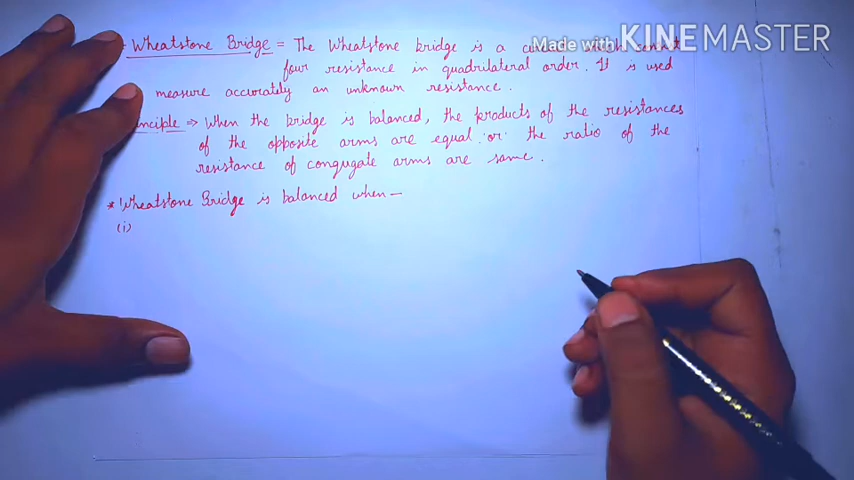 Made with KINEMASTER
Wheatstone Bridge = The Wheatstone bridge is a
four resistance in quadrilateral order. It is used
measure accurately an unknown resistance.
nciple ⇒ When the bridge is balanced, the products of the resistances
of the opposite arms are equal. or the ratio of the
resistance of congugate arms are same.
* Wheatstone Bridge is balanced when —
(i)